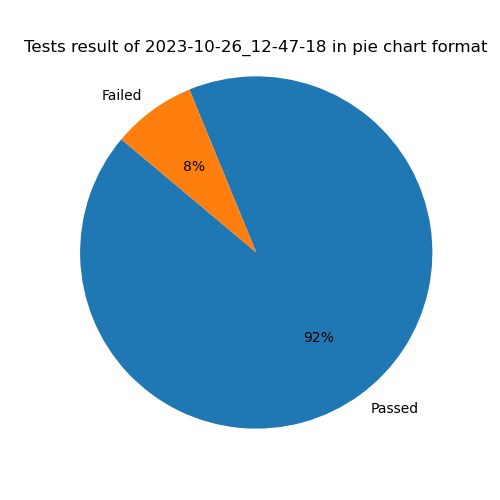 Tests result of 2023-10-26_12-47-18 in pie chart format
Failed
8%
92%
Passed